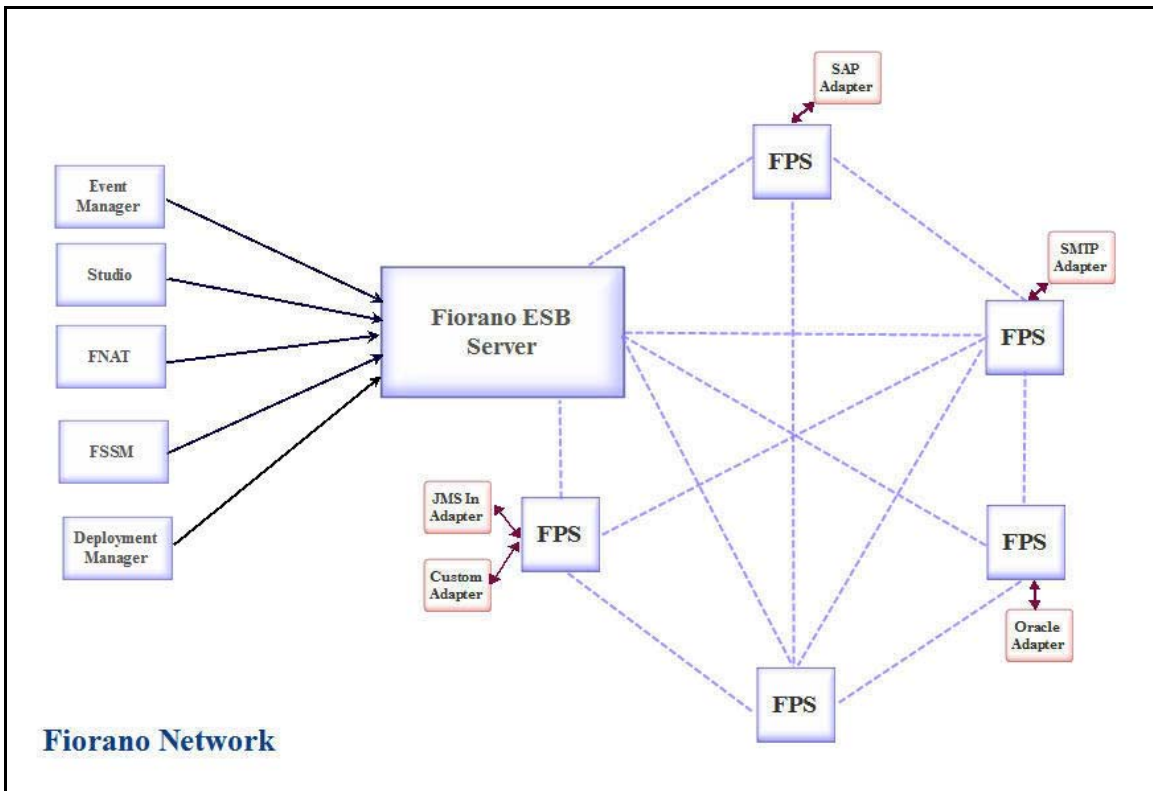 SAP
Adapter
FPS
Event
Manager
Studio
SMTP
Adapter
Fiorano ESB
Server
FPS
FNAT
FSSM
JMS In
Adapter
FPS
FPS
Deployment
Manager
Custom
Adapter
Oracle
Adapter
FPS
Fiorano Network